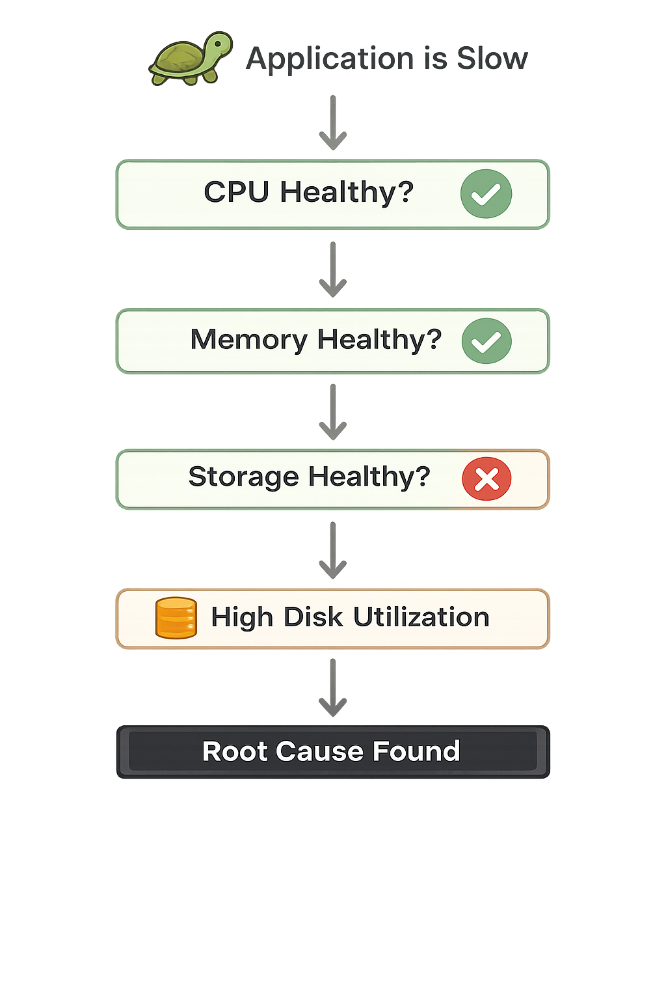 Application is Slow
CPU Healthy?
Memory Healthy?
Storage Healthy?
High Disk Utilization
Root Cause Found